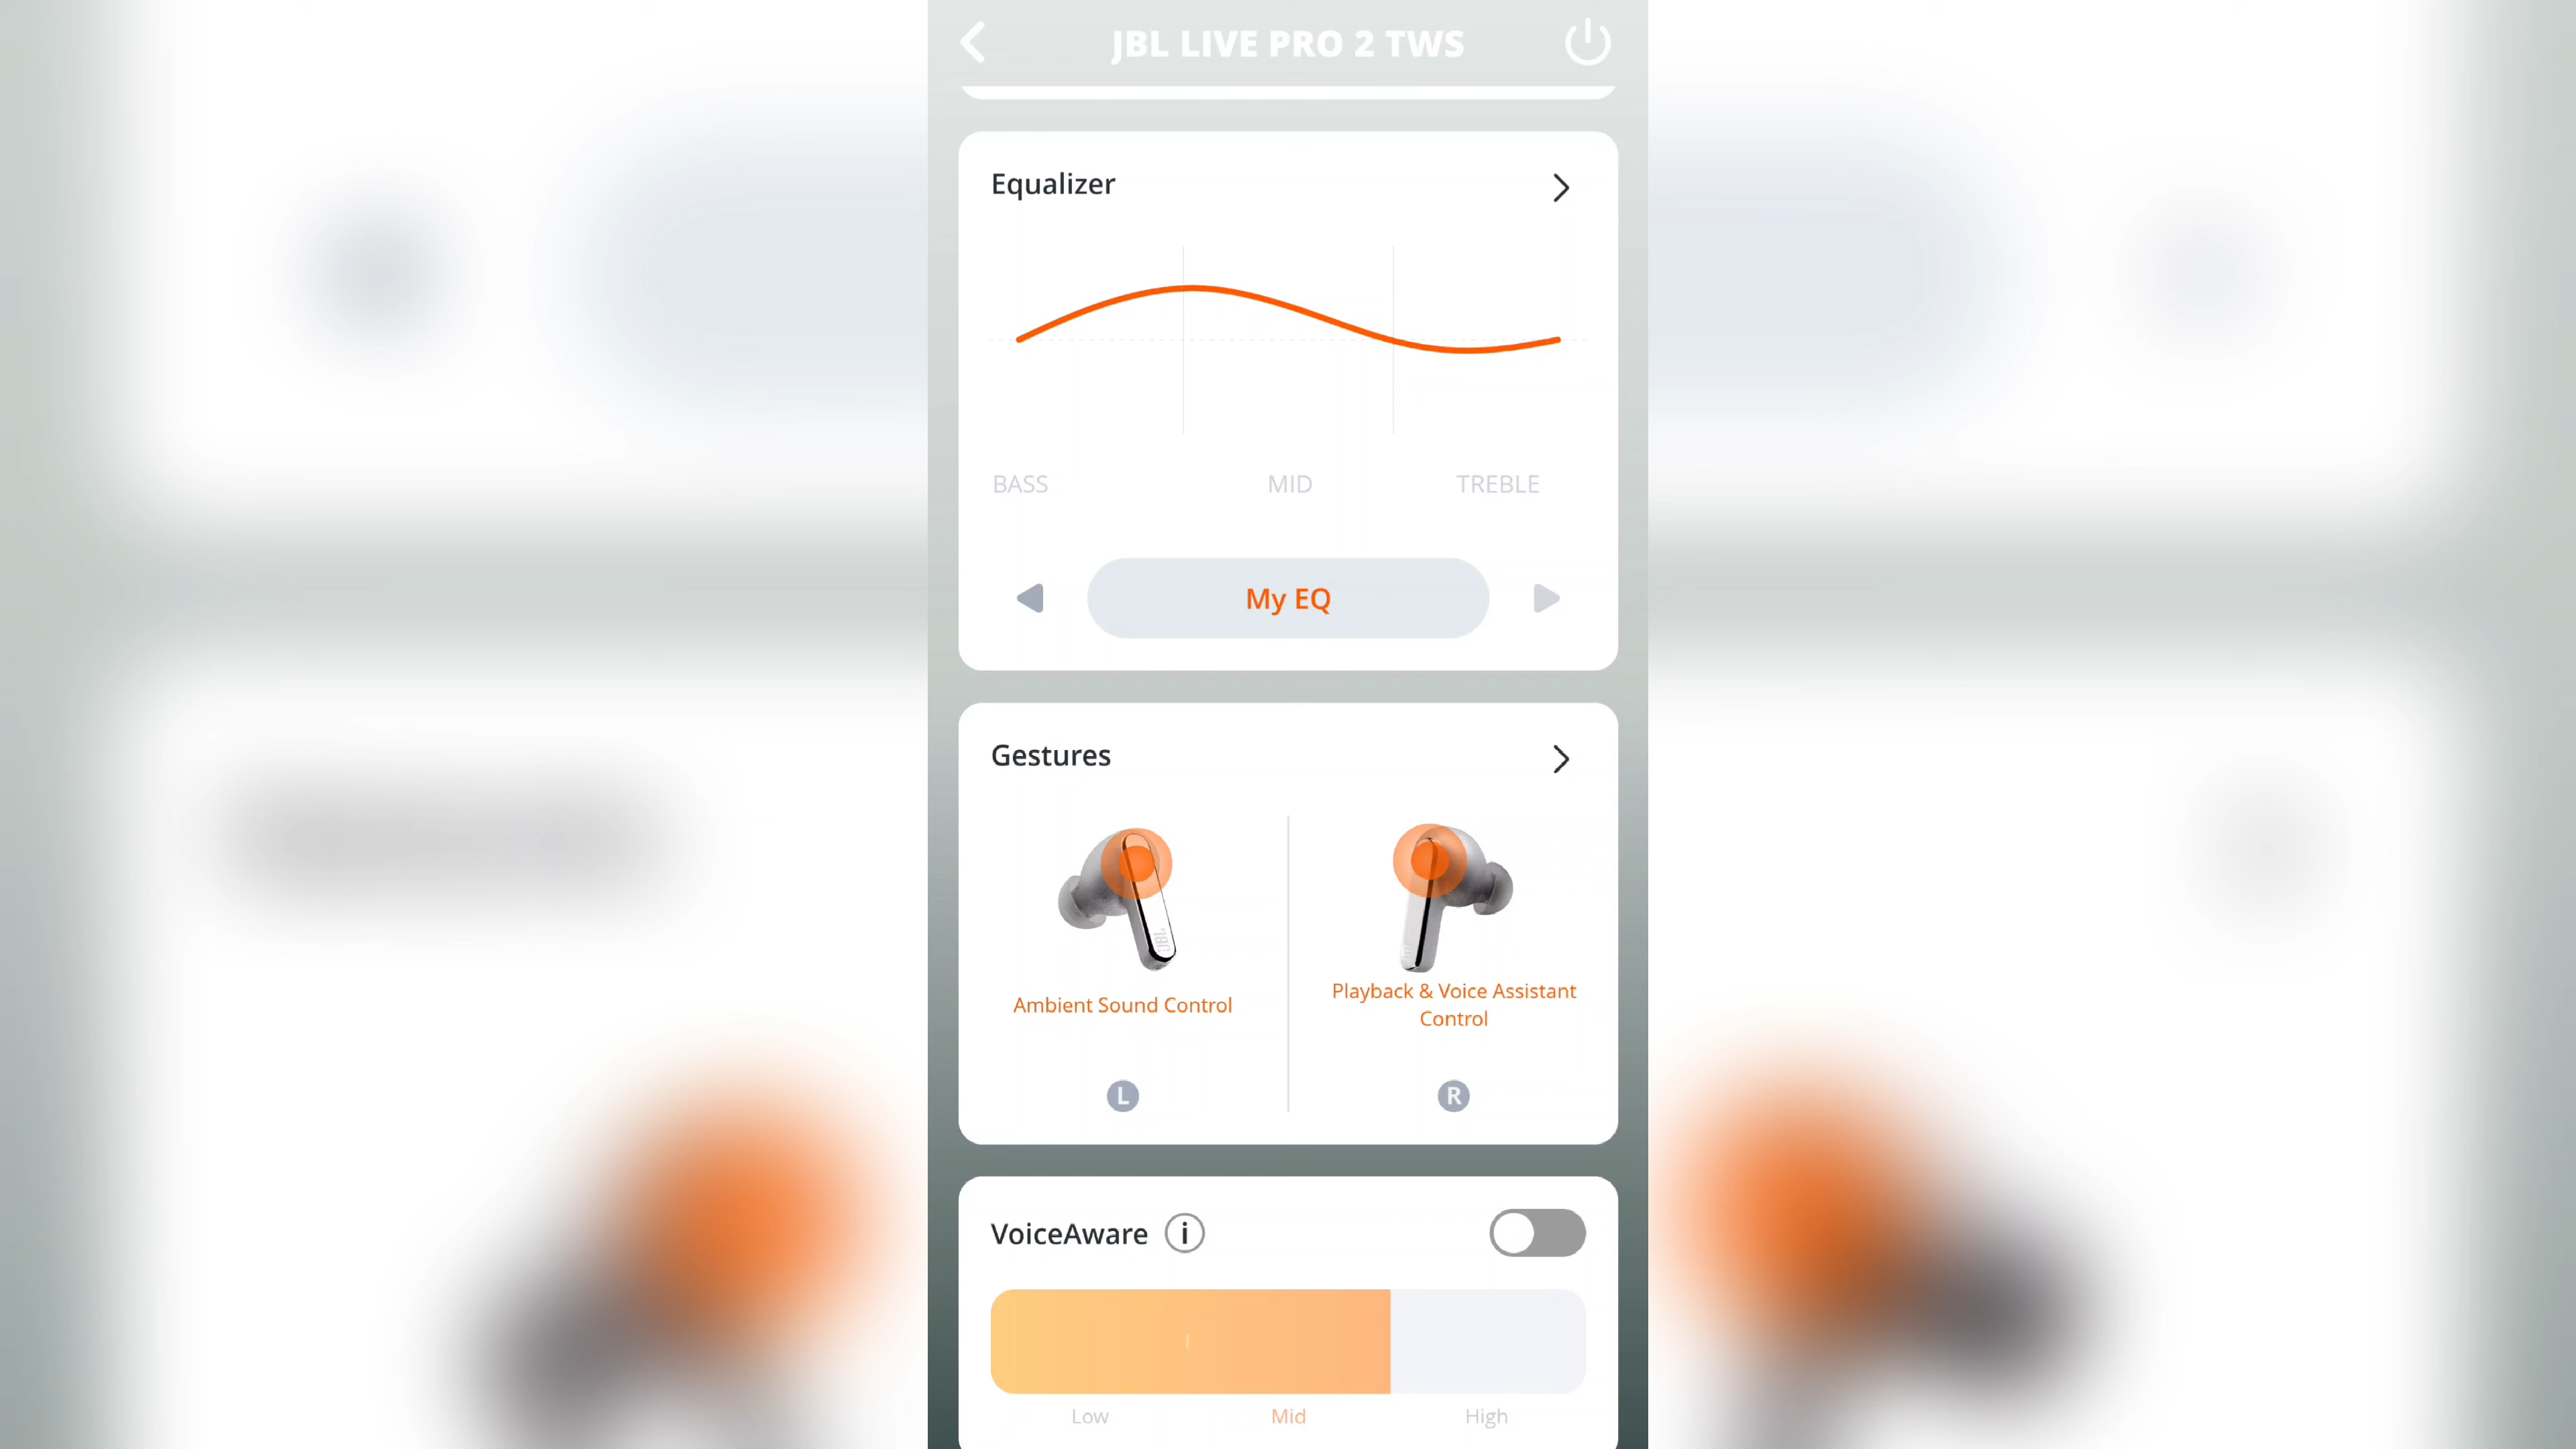 JBL LIVE PRO 2 TWS
Equalizer
BASS MID TREBLE
My EQ
Gestures
JBL
Ambient Sound Control
Playback & Voice Assistant
Control
L R
VoiceAware i
Low Mid High